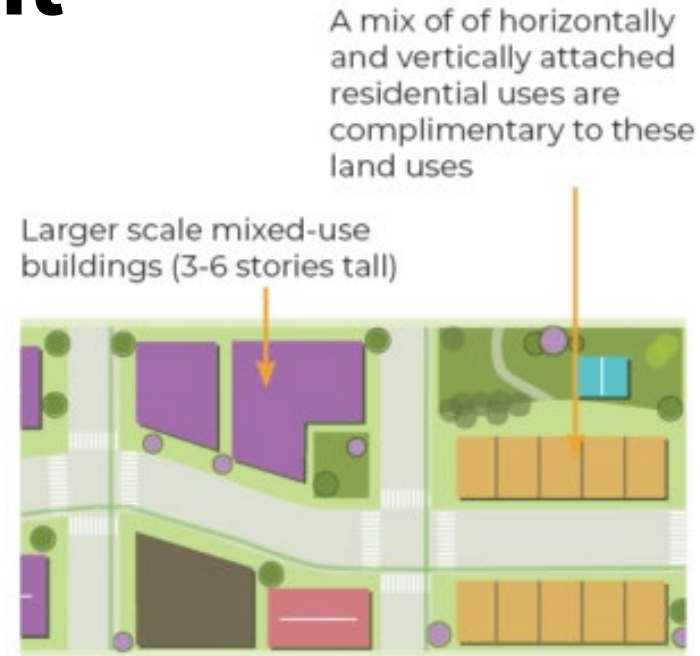 A mix of of horizontally
and vertically attached
residential uses are
complimentary to these
land uses
Larger scale mixed-use
buildings (3-6 stories tall)